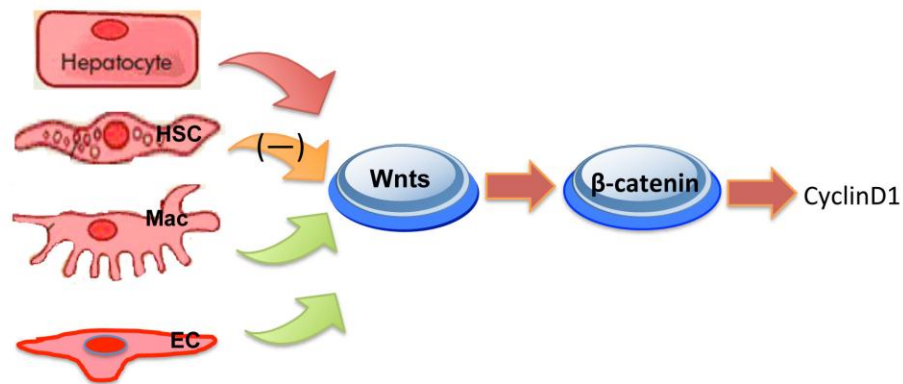 Hepatocyte
HSC
(—)
Mac
EC
Wnts
β-catenin
CyclinD1